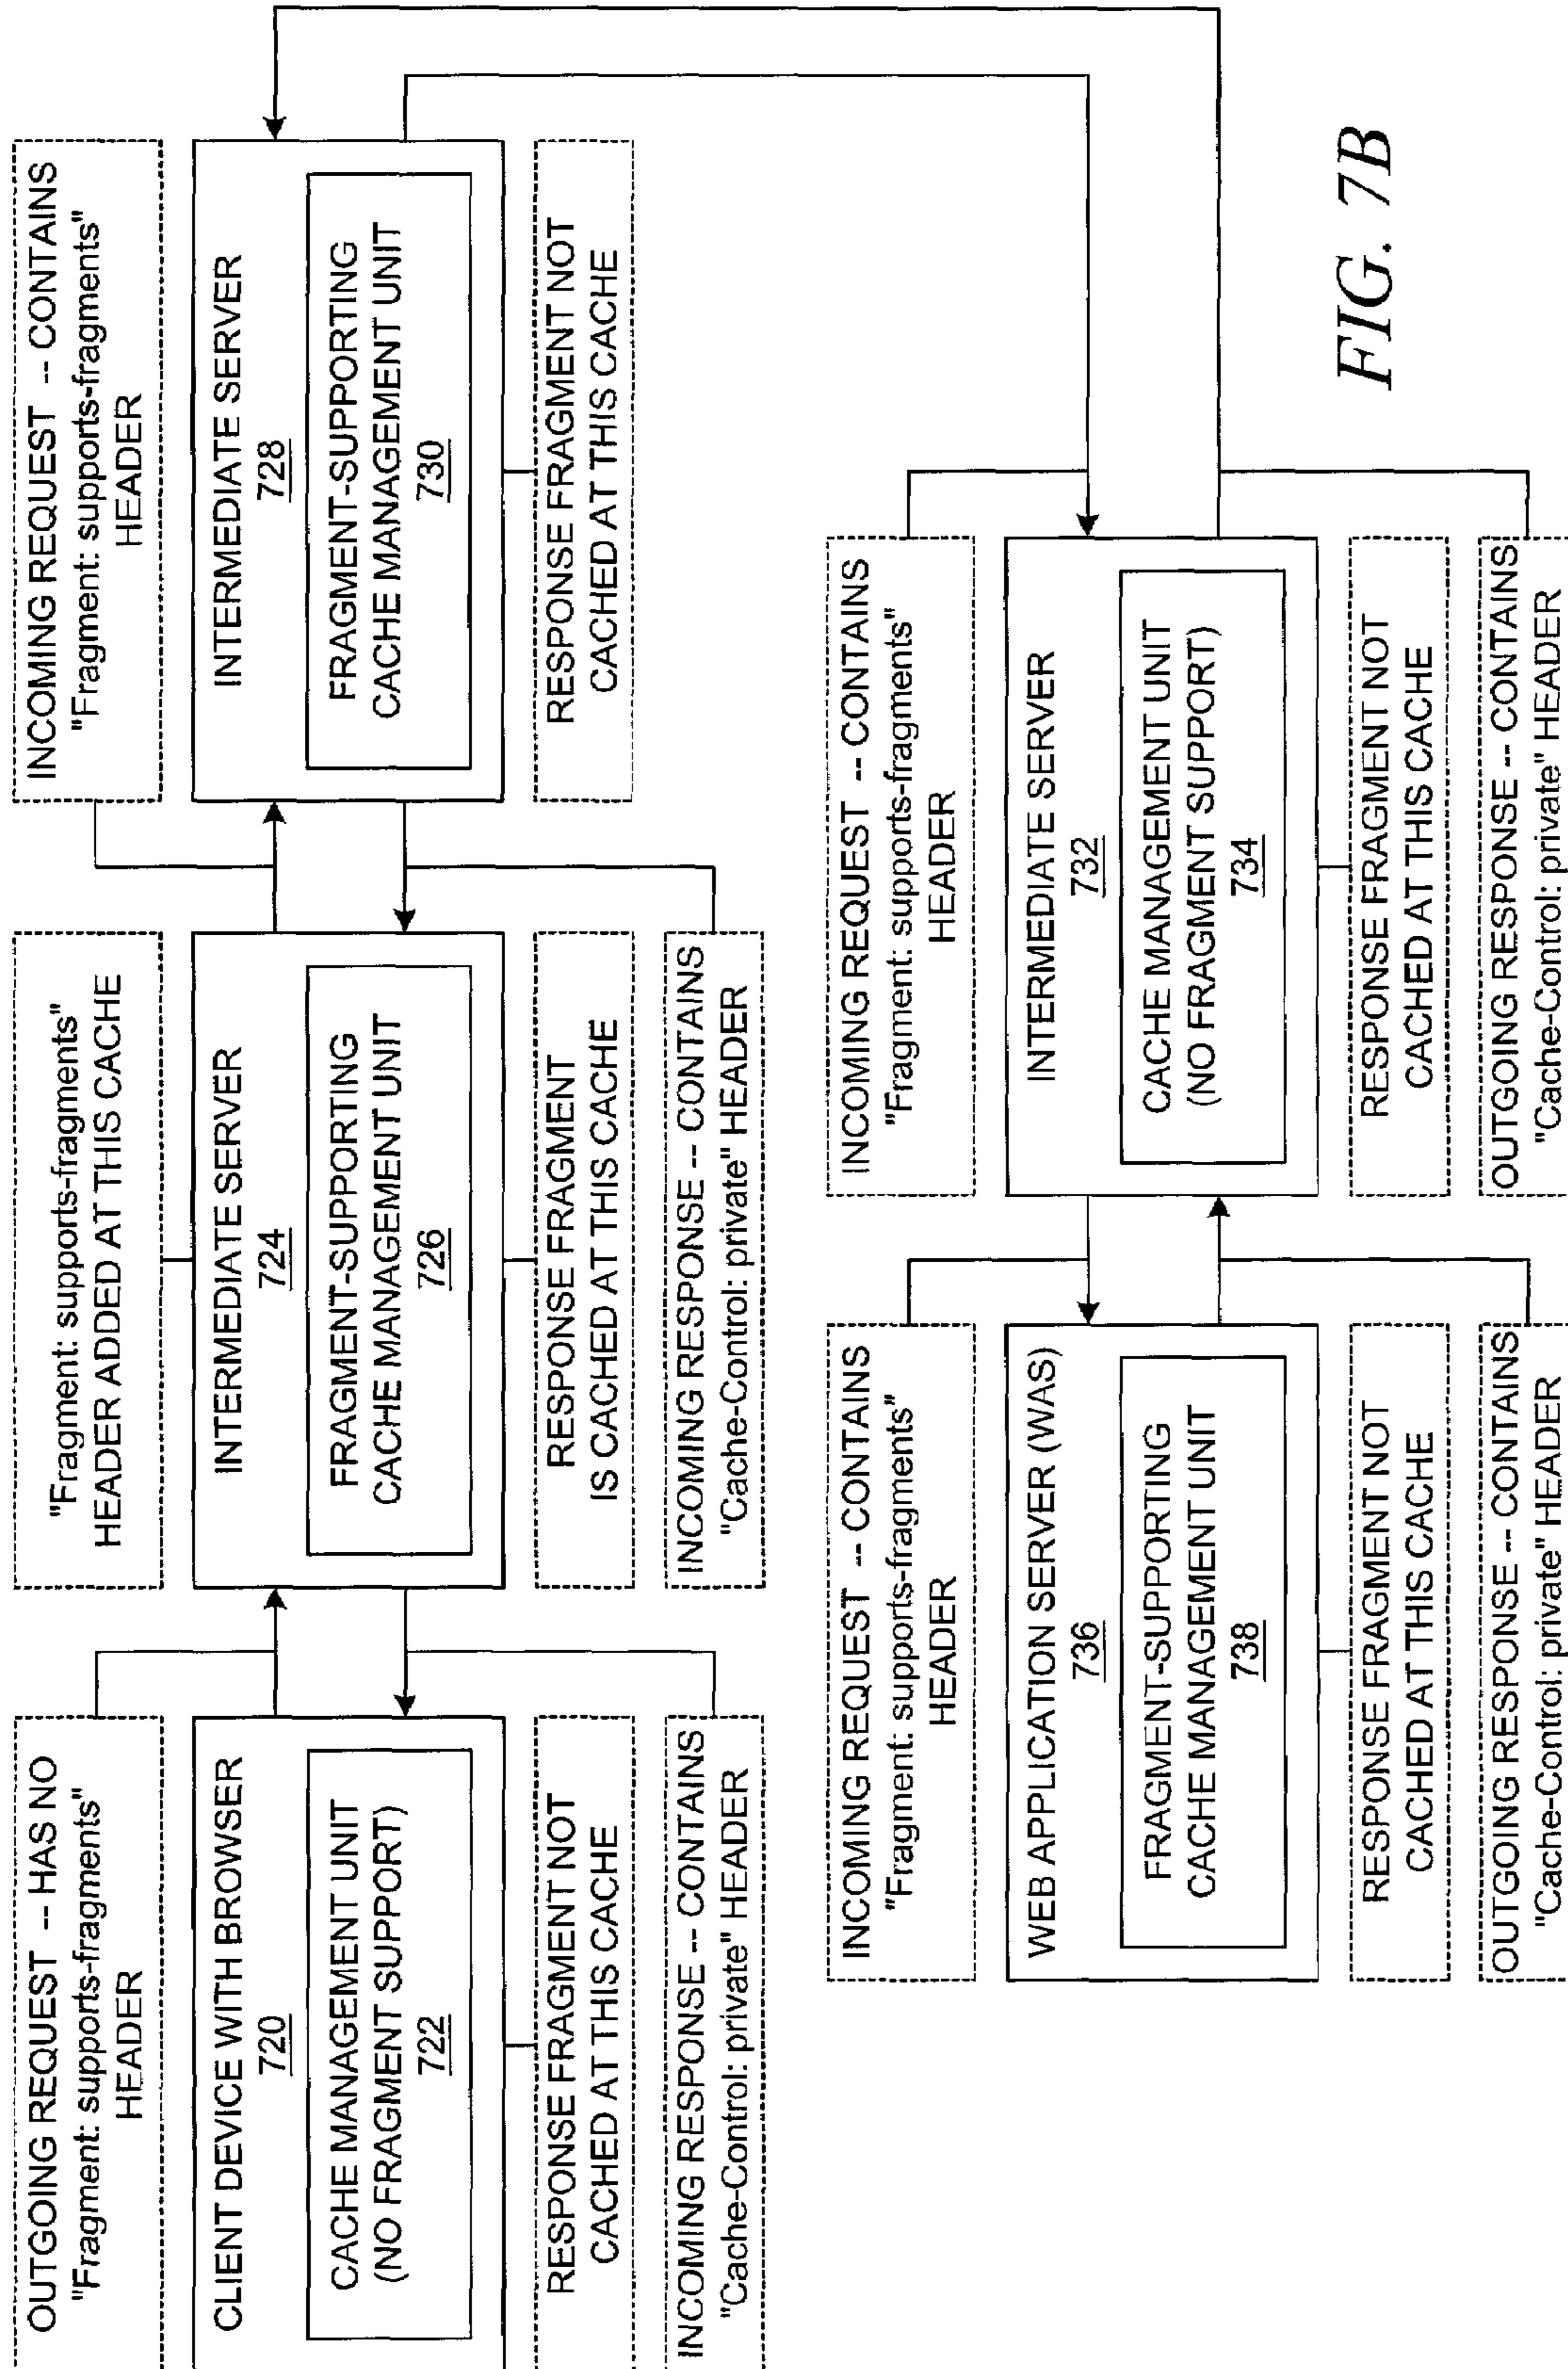 OUTGOING REQUEST -- HAS NO
"Fragment: supports-fragments"
HEADER
CLIENT DEVICE WITH BROWSER
720
CACHE MANAGEMENT UNIT
(NO FRAGMENT SUPPORT)
722
RESPONSE FRAGMENT NOT
CACHED AT THIS CACHE
INCOMING RESPONSE -- CONTAINS
"Cache-Control: private" HEADER
"Fragment: supports-fragments"
HEADER ADDED AT THIS CACHE
INTERMEDIATE SERVER
724
FRAGMENT-SUPPORTING
CACHE MANAGEMENT UNIT
726
RESPONSE FRAGMENT
IS CACHED AT THIS CACHE
INCOMING RESPONSE -- CONTAINS
"Cache-Control: private" HEADER
INCOMING REQUEST -- CONTAINS
"Fragment: supports-fragments"
HEADER
INTERMEDIATE SERVER
728
FRAGMENT-SUPPORTING
CACHE MANAGEMENT UNIT
730
RESPONSE FRAGMENT NOT
CACHED AT THIS CACHE
INCOMING REQUEST -- CONTAINS
"Fragment: supports-fragments"
HEADER
WEB APPLICATION SERVER (WAS)
736
FRAGMENT-SUPPORTING
CACHE MANAGEMENT UNIT
738
RESPONSE FRAGMENT NOT
CACHED AT THIS CACHE
OUTGOING RESPONSE -- CONTAINS
"Cache-Control: private" HEADER
INCOMING REQUEST -- CONTAINS
"Fragment: supports-fragments"
HEADER
INTERMEDIATE SERVER
732
CACHE MANAGEMENT UNIT
(NO FRAGMENT SUPPORT)
734
RESPONSE FRAGMENT NOT
CACHED AT THIS CACHE
OUTGOING RESPONSE -- CONTAINS
"Cache-Control: private" HEADER
FIG. 7B